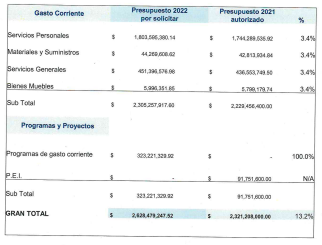 Gasto Corriente Presupuesto 2022 por solicitar Presupuesto 2021 autorizado %
Servicios Personales $ 1,803,595,380.14 $ 1,744,289,535.92 3.4%
Materiales y Suministros $ 44,269,608.62 $ 42,813,934.84 3.4%
Servicios Generales $ 451,396,576.98 $ 436,553,749.50 3.4%
Bienes Muebles $ 5,996,351.85 $ 5,799,179.74 3.4%
Sub Total 2,305,257,917.60 2,229,456,400.00
Programas y Proyectos
Programas de gasto corriente $ 323,221,329.92 $ - 100.0%
P.E.I. $ - $ 91,751,600.00 N/A
Sub Total $ 323,221,329.92 $ 91,751,600.00
GRAN TOTAL $ 2,628,479,247.52 $ 2,321,208,000.00 13.2%